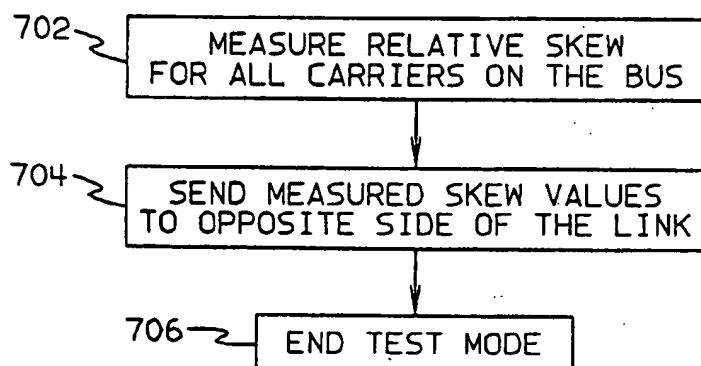 702
MEASURE RELATIVE SKEW
FOR ALL CARRIERS ON THE BUS
704
SEND MEASURED SKEW VALUES
TO OPPOSITE SIDE OF THE LINK
706
END TEST MODE